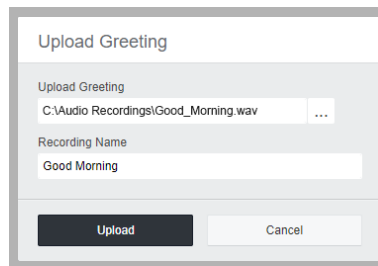 Upload Greeting
Upload Greeting
C:\Audio Recordings\Good_Morning.wav ...
Recording Name
Good Morning
Upload Cancel